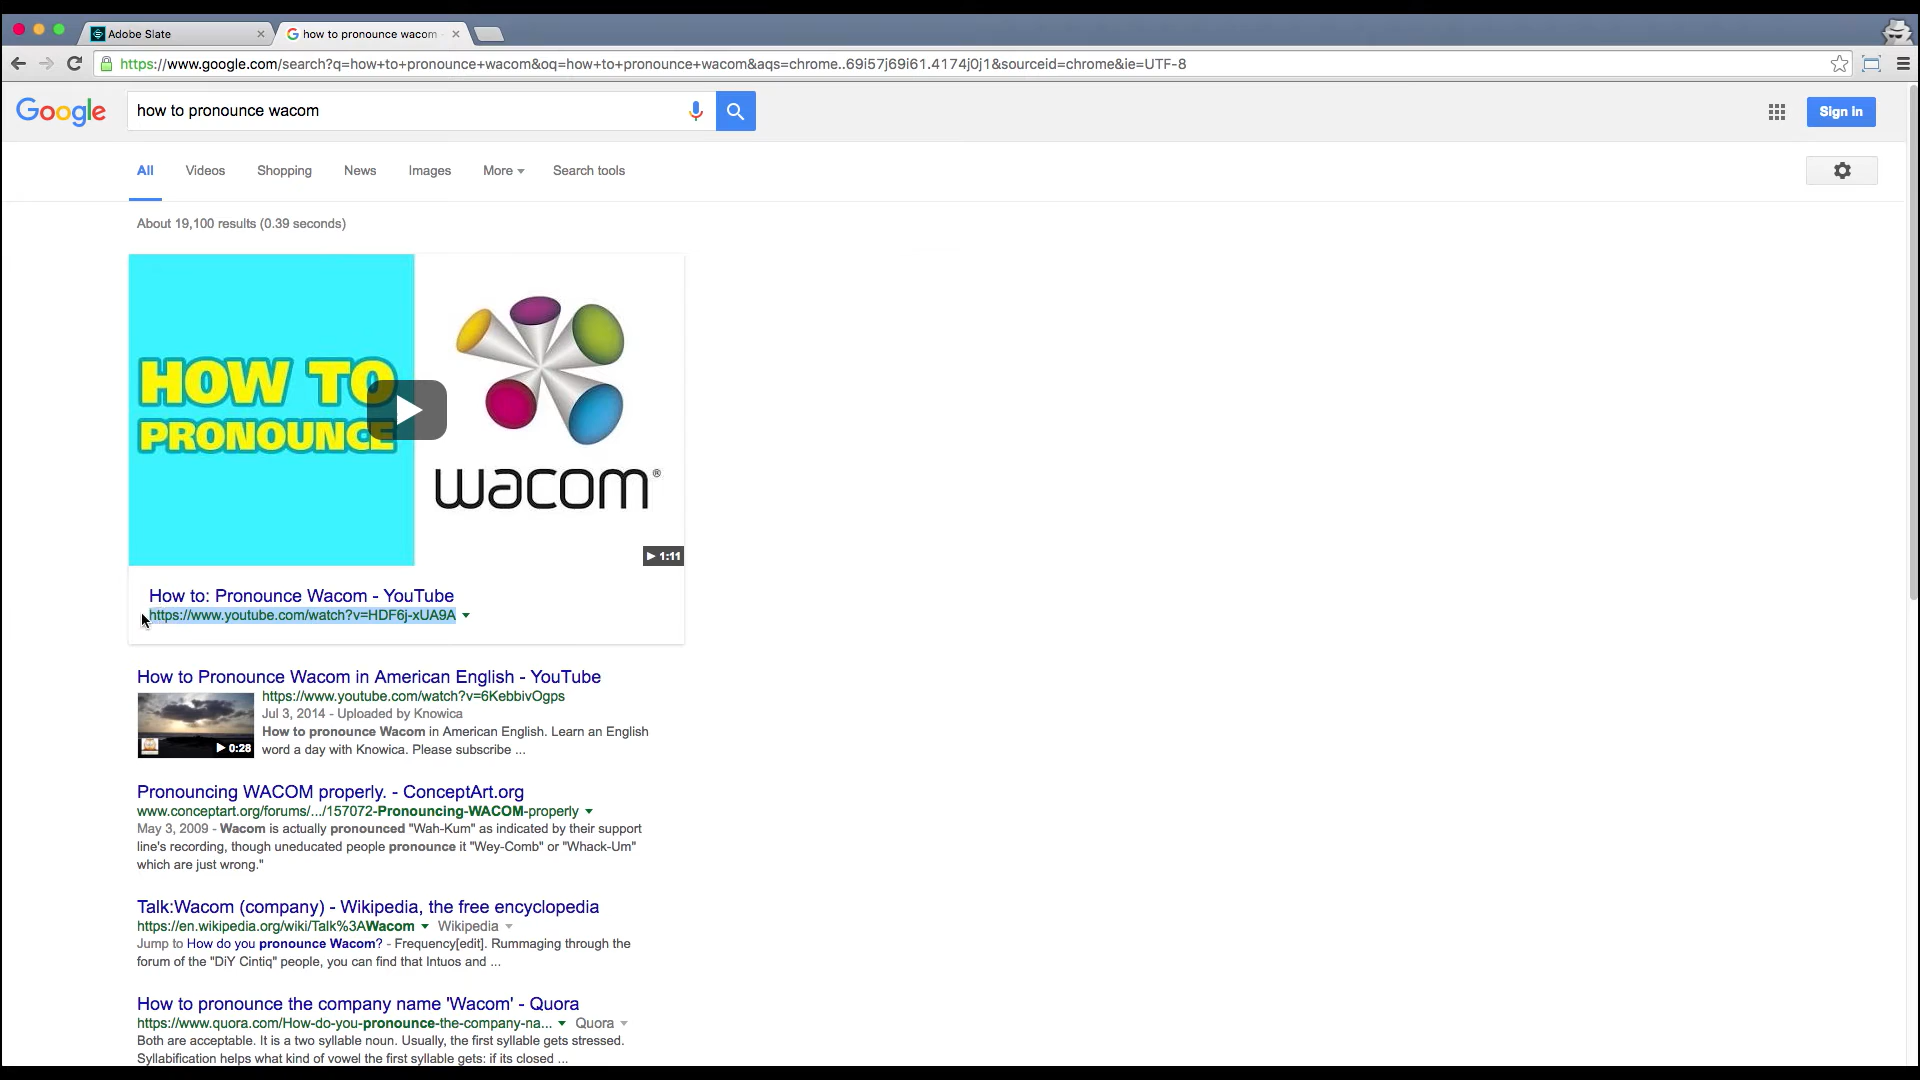 Adobe Slate
how to pronounce wacom
https://www.google.com/search?q=how+to+pronounce+wacom&oq=how+to+pronounce+wacom&aqs=chrome..69i57j69i61.4174j0j1&sourceid=chrome&ie=UTF-8
Google
how to pronounce wacom
Sign in
All Videos Shopping News Images More Search tools
About 19,100 results (0.39 seconds)
HOW TO
PRONOUNCE
wacom®
1:11
How to: Pronounce Wacom - YouTube
https://www.youtube.com/watch?v=HDF6j-xUA9A
How to Pronounce Wacom in American English - YouTube
https://www.youtube.com/watch?v=6KebbivOgps
Jul 3, 2014 - Uploaded by Knowica
How to pronounce Wacom in American English. Learn an English
word a day with Knowica. Please subscribe ...
0:28
Pronouncing WACOM properly. - ConceptArt.org
www.conceptart.org/forums/.../157072-Pronouncing-WACOM-properly
May 3, 2009 - Wacom is actually pronounced "Wah-Kum" as indicated by their support
line's recording, though uneducated people pronounce it "Wey-Comb" or "Whack-Um"
which are just wrong."
Talk:Wacom (company) - Wikipedia, the free encyclopedia
https://en.wikipedia.org/wiki/Talk%3AWacom Wikipedia
Jump to How do you pronounce Wacom? - Frequency[edit]. Rummaging through the
forum of the "DiY Cintiq" people, you can find that Intuos and ...
How to pronounce the company name 'Wacom' - Quora
https://www.quora.com/How-do-you-pronounce-the-company-na... Quora
Both are acceptable. It is a two syllable noun. Usually, the first syllable gets stressed.
Syllabification helps what kind of vowel the first syllable gets: if its closed ...